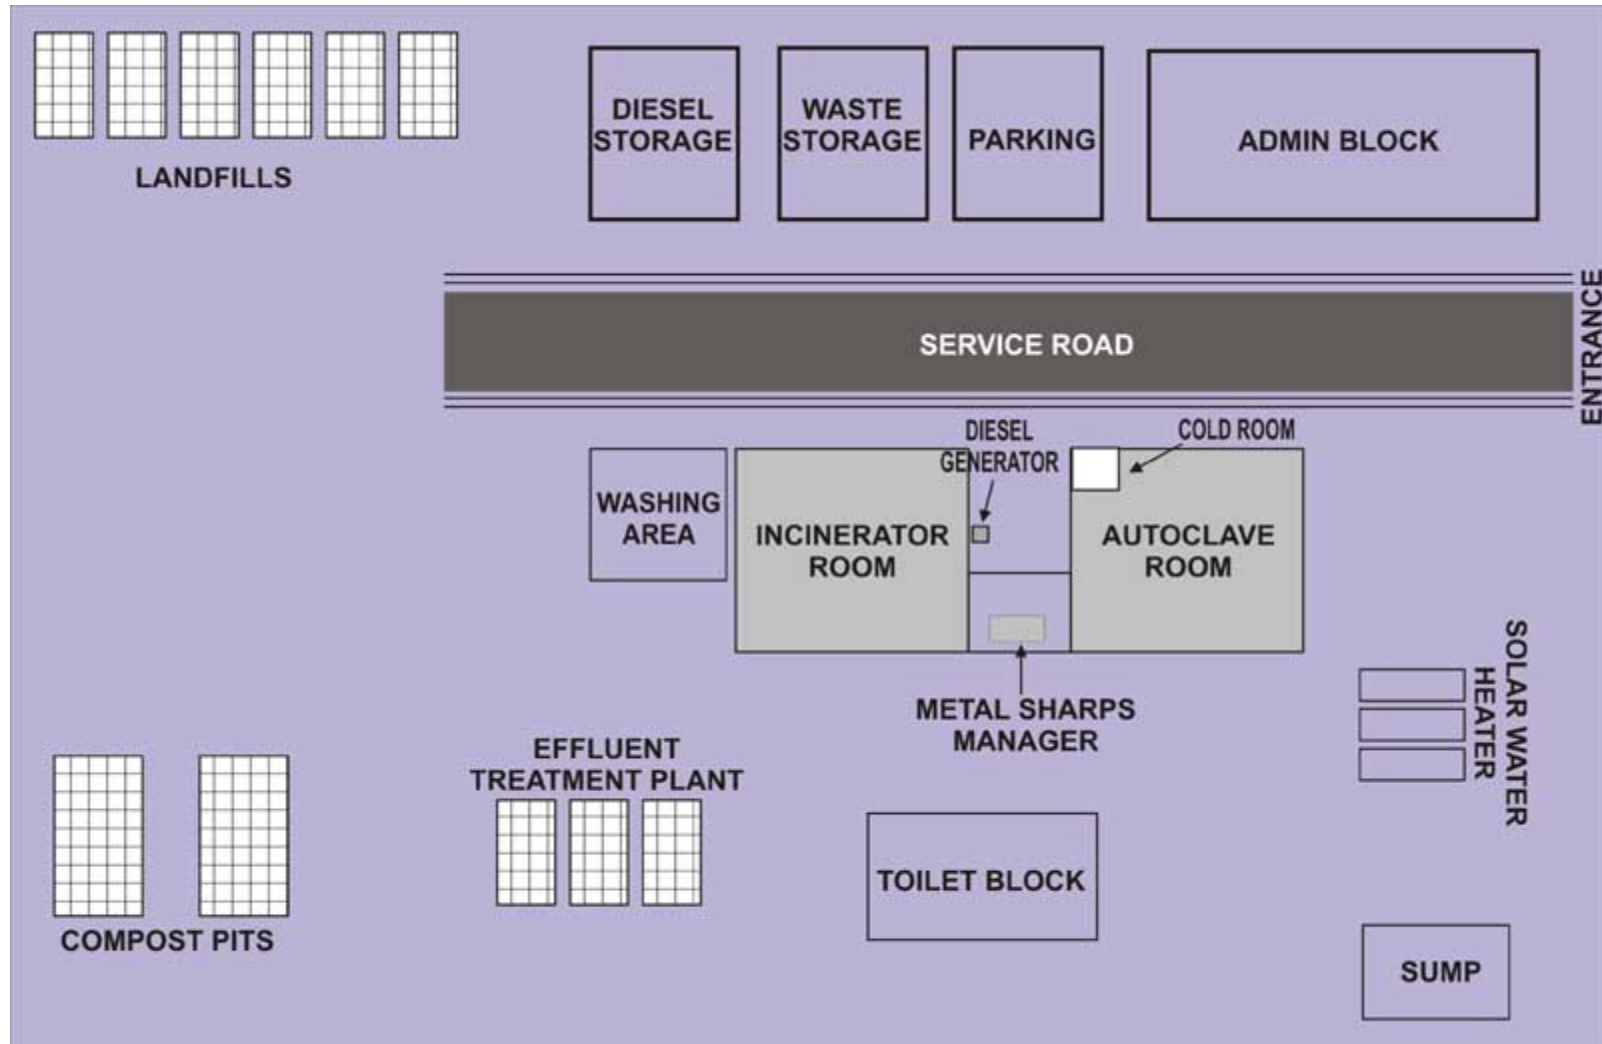 DIESEL
STORAGE
WASTE
STORAGE
PARKING
ADMIN BLOCK
LANDFILLS
SERVICE ROAD
ENTRANCE
DIESEL
GENERATOR
COLD ROOM
WASHING
AREA
INCINERATOR
ROOM
AUTOCLAVE
ROOM
METAL SHARPS
MANAGER
SOLAR WATER
HEATER
EFFLUENT
TREATMENT PLANT
TOILET BLOCK
COMPOST PITS
SUMP